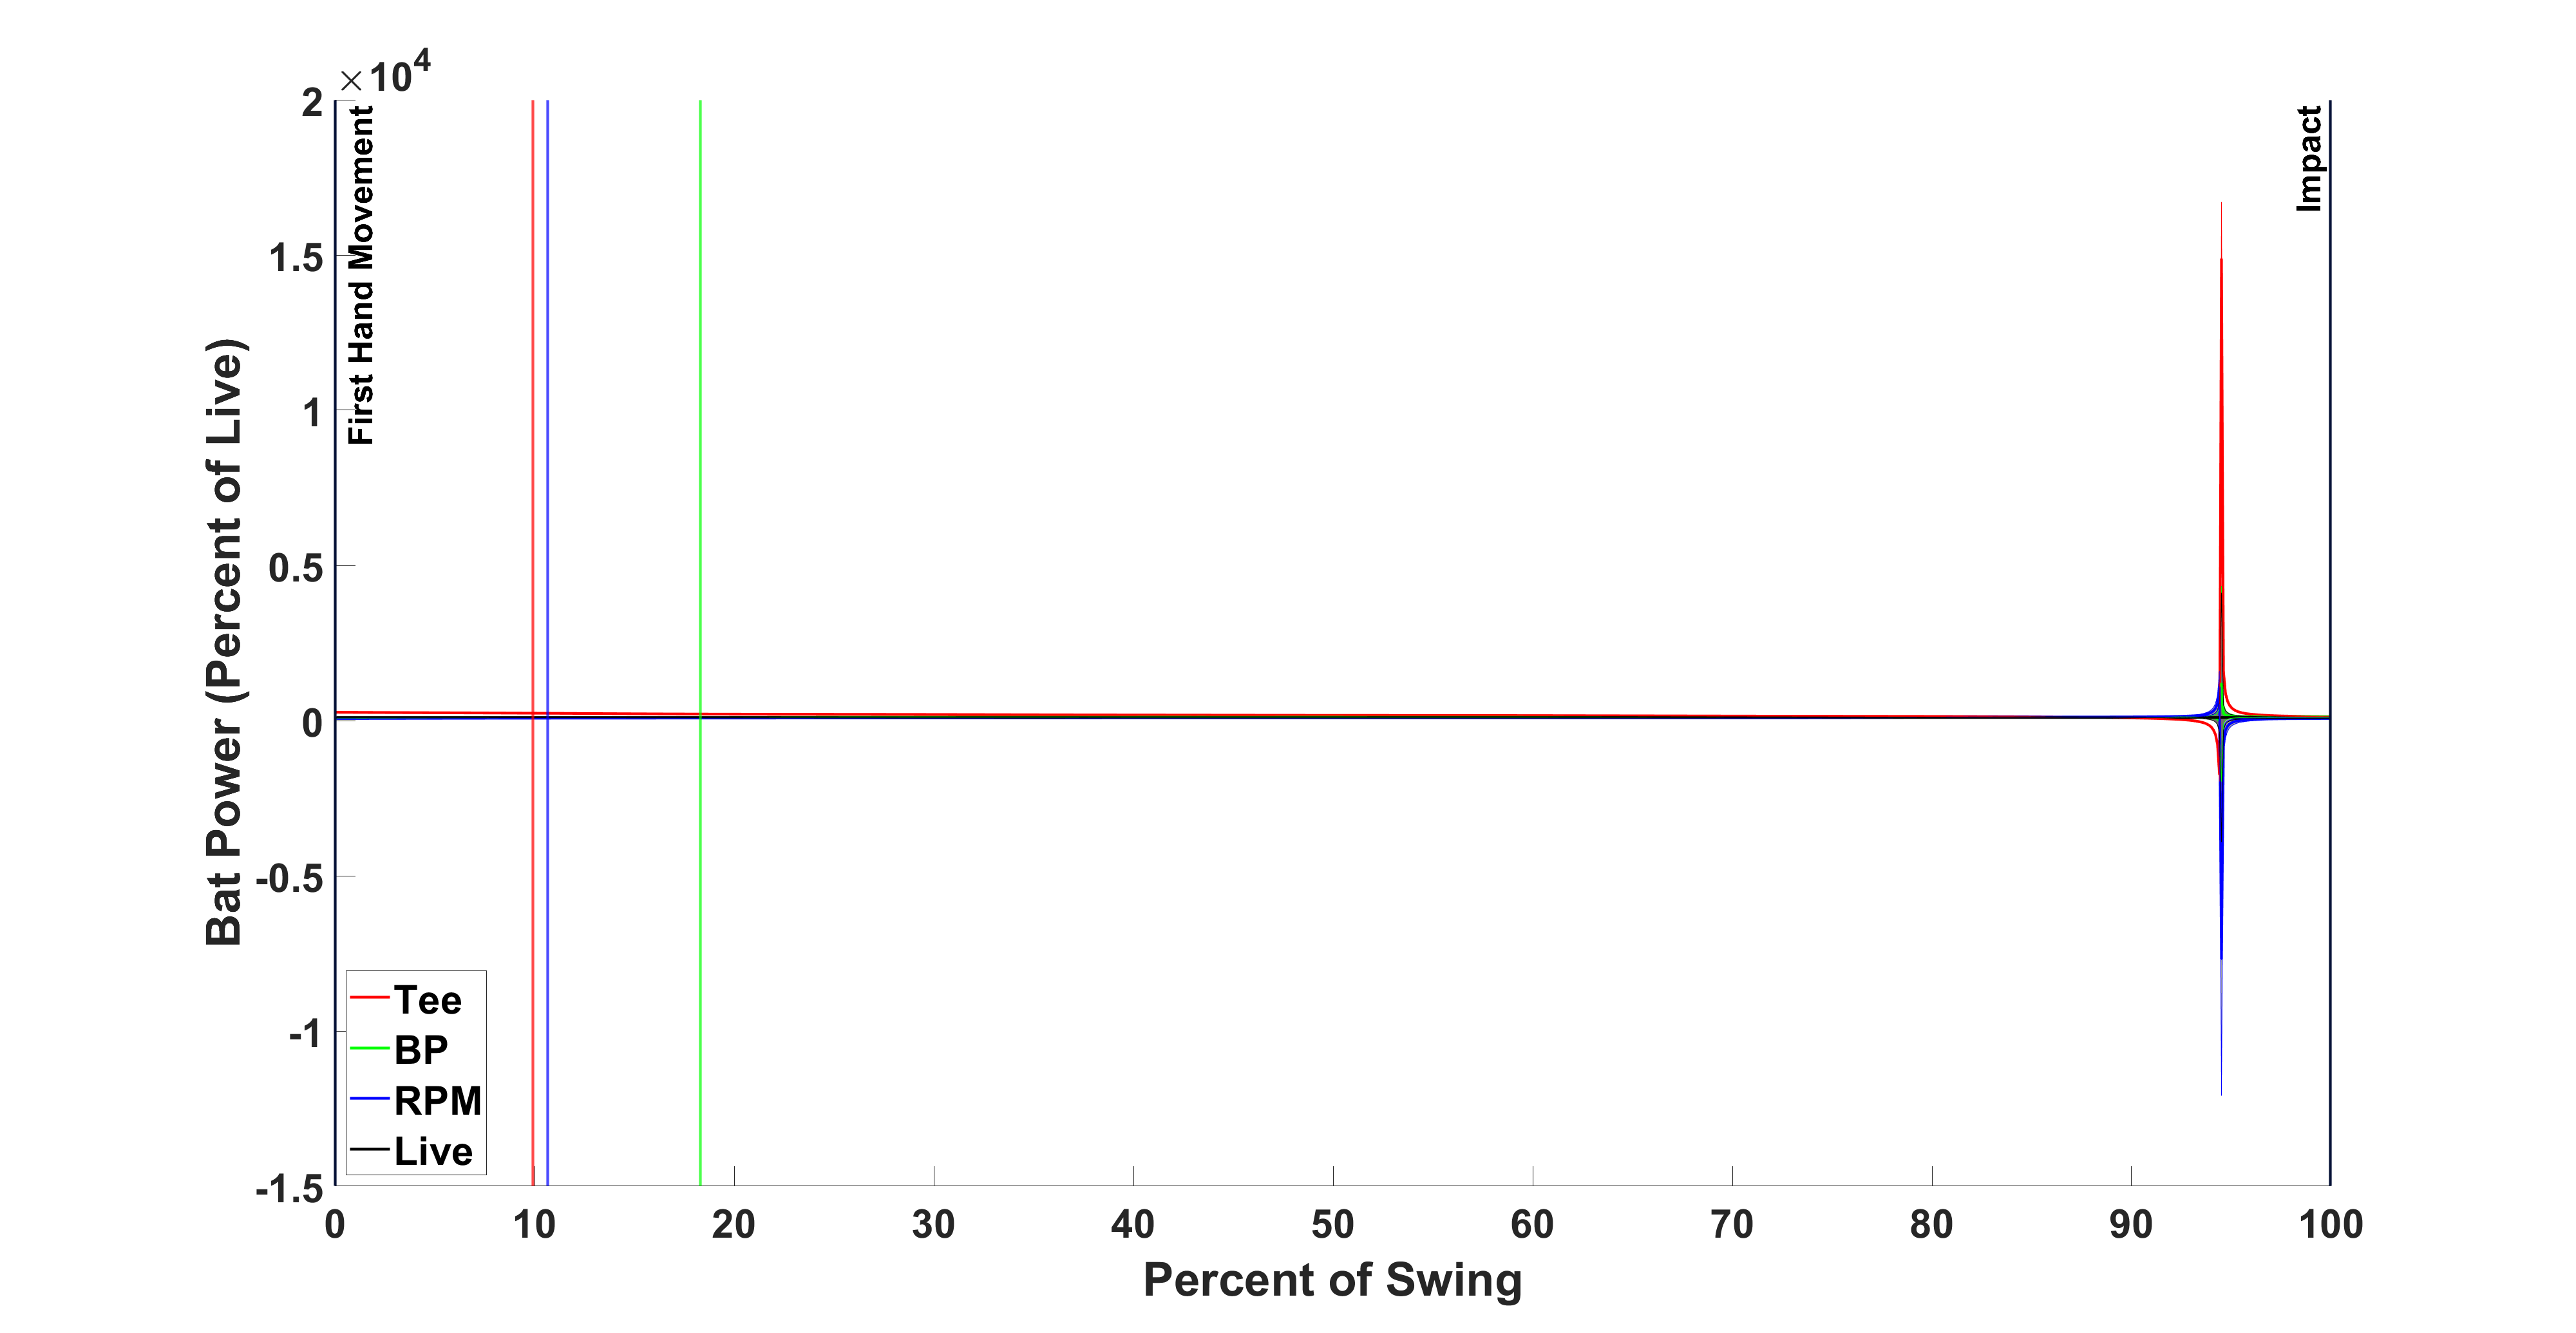 ×10⁴
2
1.5
1
0.5
0
-0.5
-1
-1.5
Bat Power (Percent of Live)
First Hand Movement
Impact
Tee
BP
RPM
Live
0 10 20 30 40 50 60 70 80 90 100
Percent of Swing